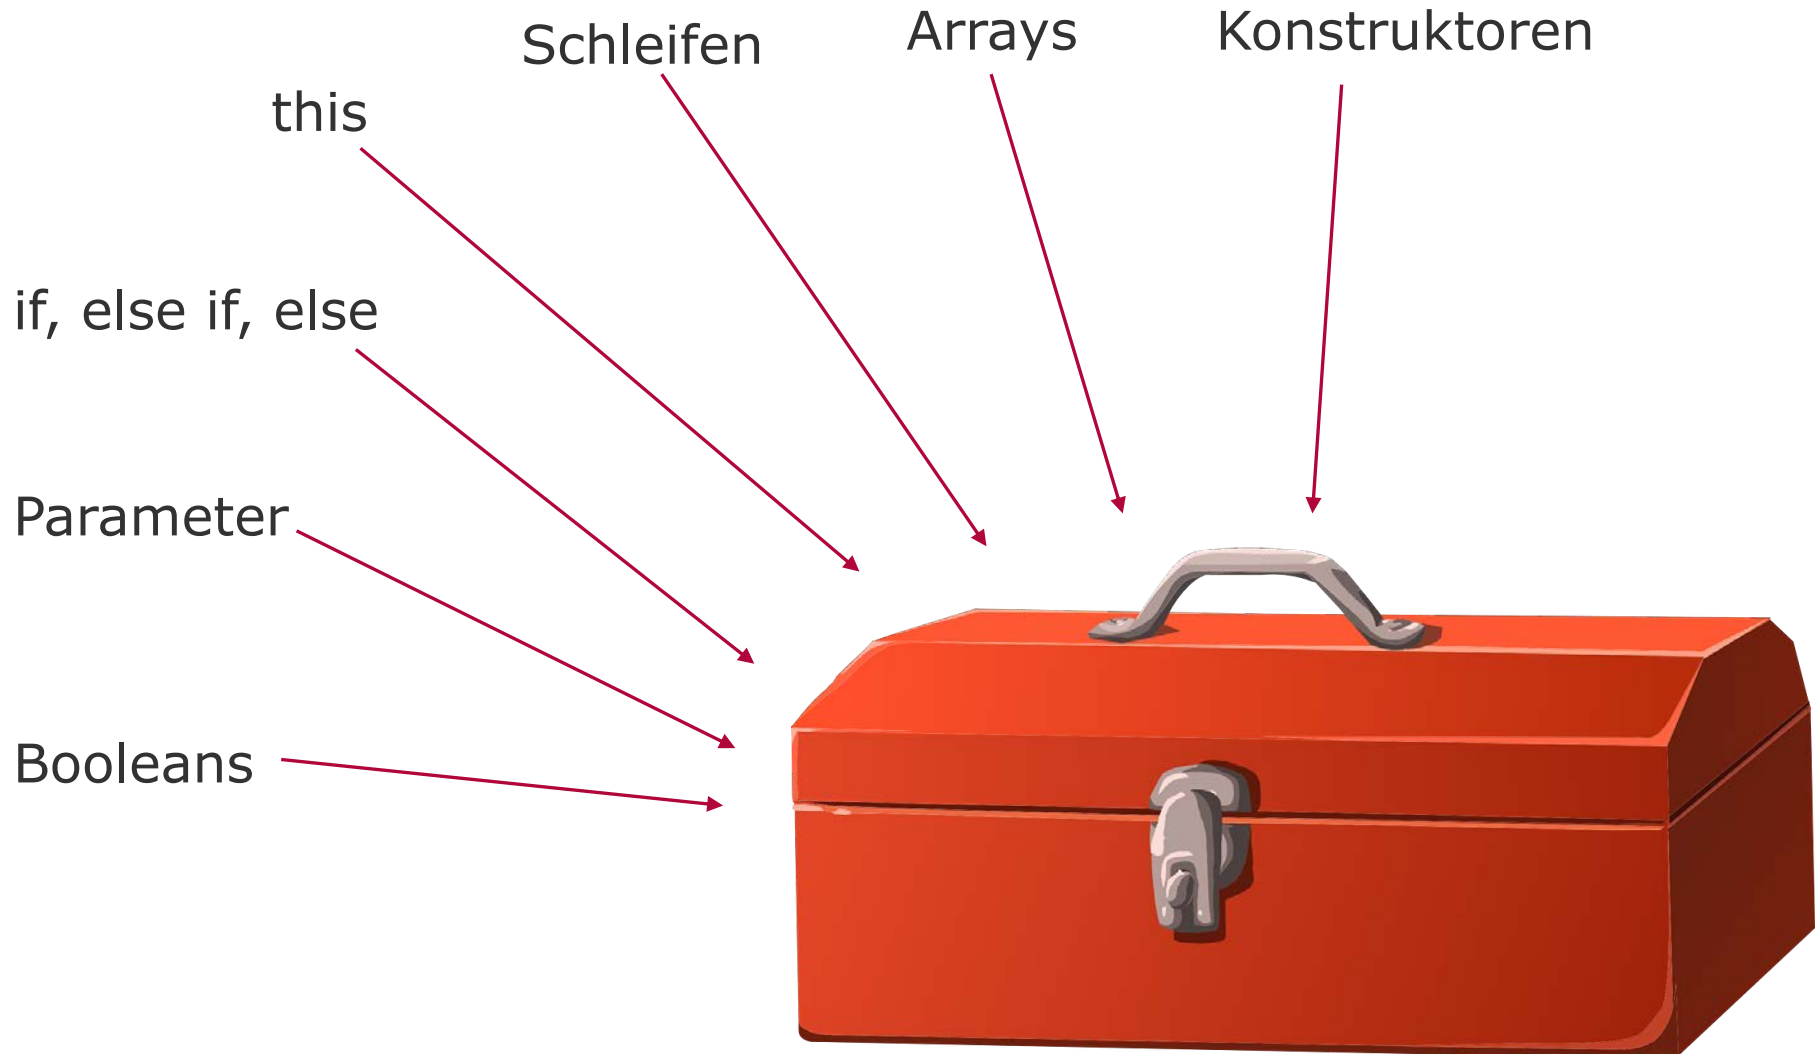 Schleifen
Arrays
Konstruktoren
this
if, else if, else
Parameter
Booleans